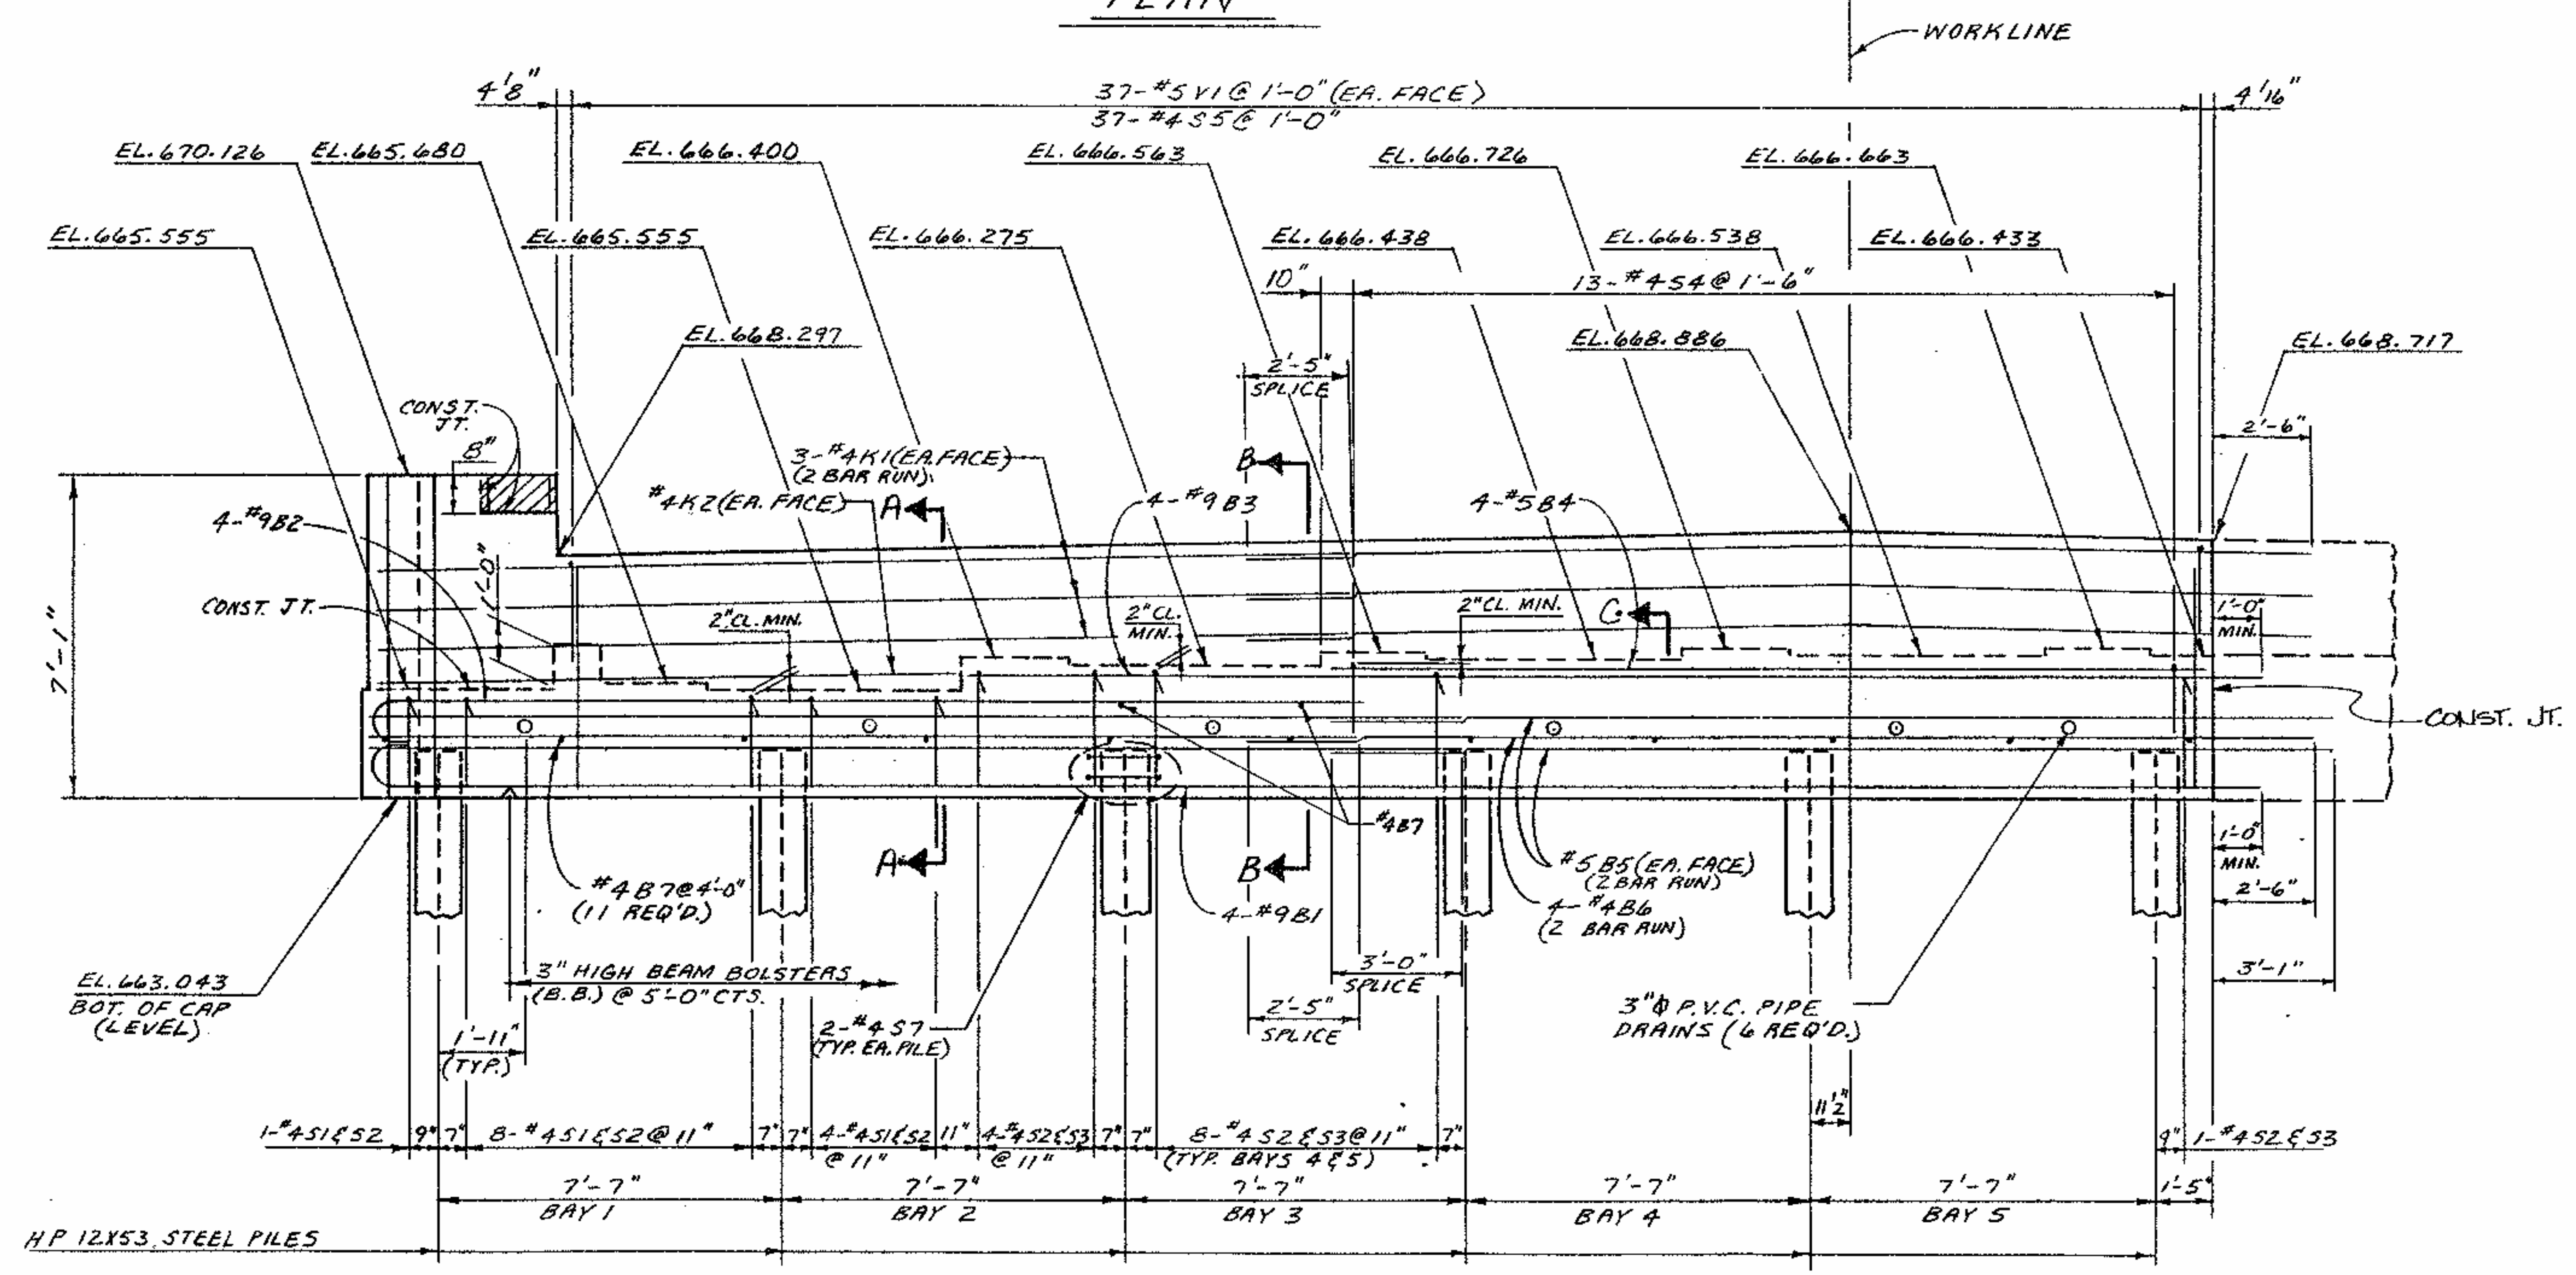 PLAN
WORKLINE
4'8"
37-#5V1@ 1'-0" (EA. FACE)
37-#4S5@ 1'-0"
4'16"
EL.670.126
EL.665.680
EL.666.400
EL.666.563
EL.666.726
EL.666.663
EL.665.555
EL.665.555
EL.666.275
EL.666.438
EL.666.538
EL.666.433
10"
13-#4S4@ 1'-6"
EL.668.297
EL.668.886
EL.668.717
2'-5"
SPLICE
2'-6"
CONST.
JT.
8"
3-#4K1(EA.FACE)
(2 BAR RUN)
#4K2(EA. FACE)
A
B
4-#9B2
4-#9B3
4-#5B4
1'-0"
CONST. JT.
2"CL. MIN.
2"CL.
MIN.
2"CL. MIN.
C
1'-0"
MIN.
7'-1"
CONST. JT.
#4B7
A
B
#4B7@4'-0"
(11 REQ'D.)
4-#9B1
#5B5(EA. FACE)
(2 BAR RUN)
4-#4B6
(2 BAR RUN)
1'-0"
MIN.
2'-6"
3'-1"
EL.663.043
BOT. OF CAP
(LEVEL)
3" HIGH BEAM BOLSTERS
(B.B.) @ 5'-0" CTS.
3'-0"
SPLICE
2'-5"
SPLICE
1'-11"
(TYP.)
2-#4S7
(TYP. EA. PILE)
3"Φ P.V.C. PIPE
DRAINS (6 REQ'D.)
11'2"
1-#4S1&S2
9"
7"
8-#4S1&S2@11"
7"
7"
4-#4S1&S2
@11"
11"
4-#4S2&S3
@11"
7"
7"
8-#4S2&S3@11"
(TYP. BAYS 4&5)
7"
9"
1-#4S2&S3
7'-7"
BAY 1
7'-7"
BAY 2
7'-7"
BAY 3
7'-7"
BAY 4
7'-7"
BAY 5
1'-5"
HP 12X53 STEEL PILES